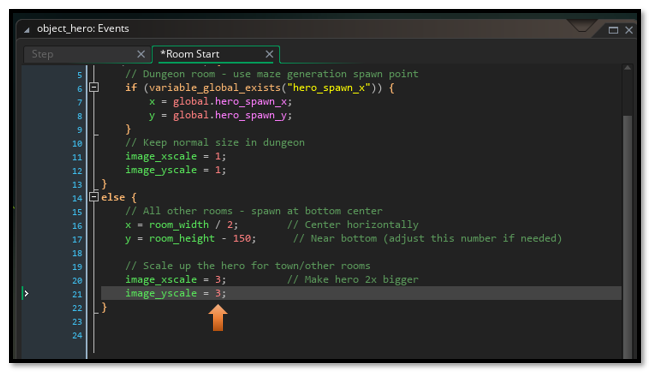 object_hero: Events
Step
*Room Start
5 // Dungeon room - use maze generation spawn point
6 if (variable_global_exists("hero_spawn_x")) {
7 x = global.hero_spawn_x;
8 y = global.hero_spawn_y;
9 }
10 // Keep normal size in dungeon
11 image_xscale = 1;
12 image_yscale = 1;
13 }
14 else {
15 // All other rooms - spawn at bottom center
16 x = room_width / 2; // Center horizontally
17 y = room_height - 150; // Near bottom (adjust this number if needed)
18
19 // Scale up the hero for town/other rooms
20 image_xscale = 3; // Make hero 2x bigger
21 image_yscale = 3;
22 }
23
24